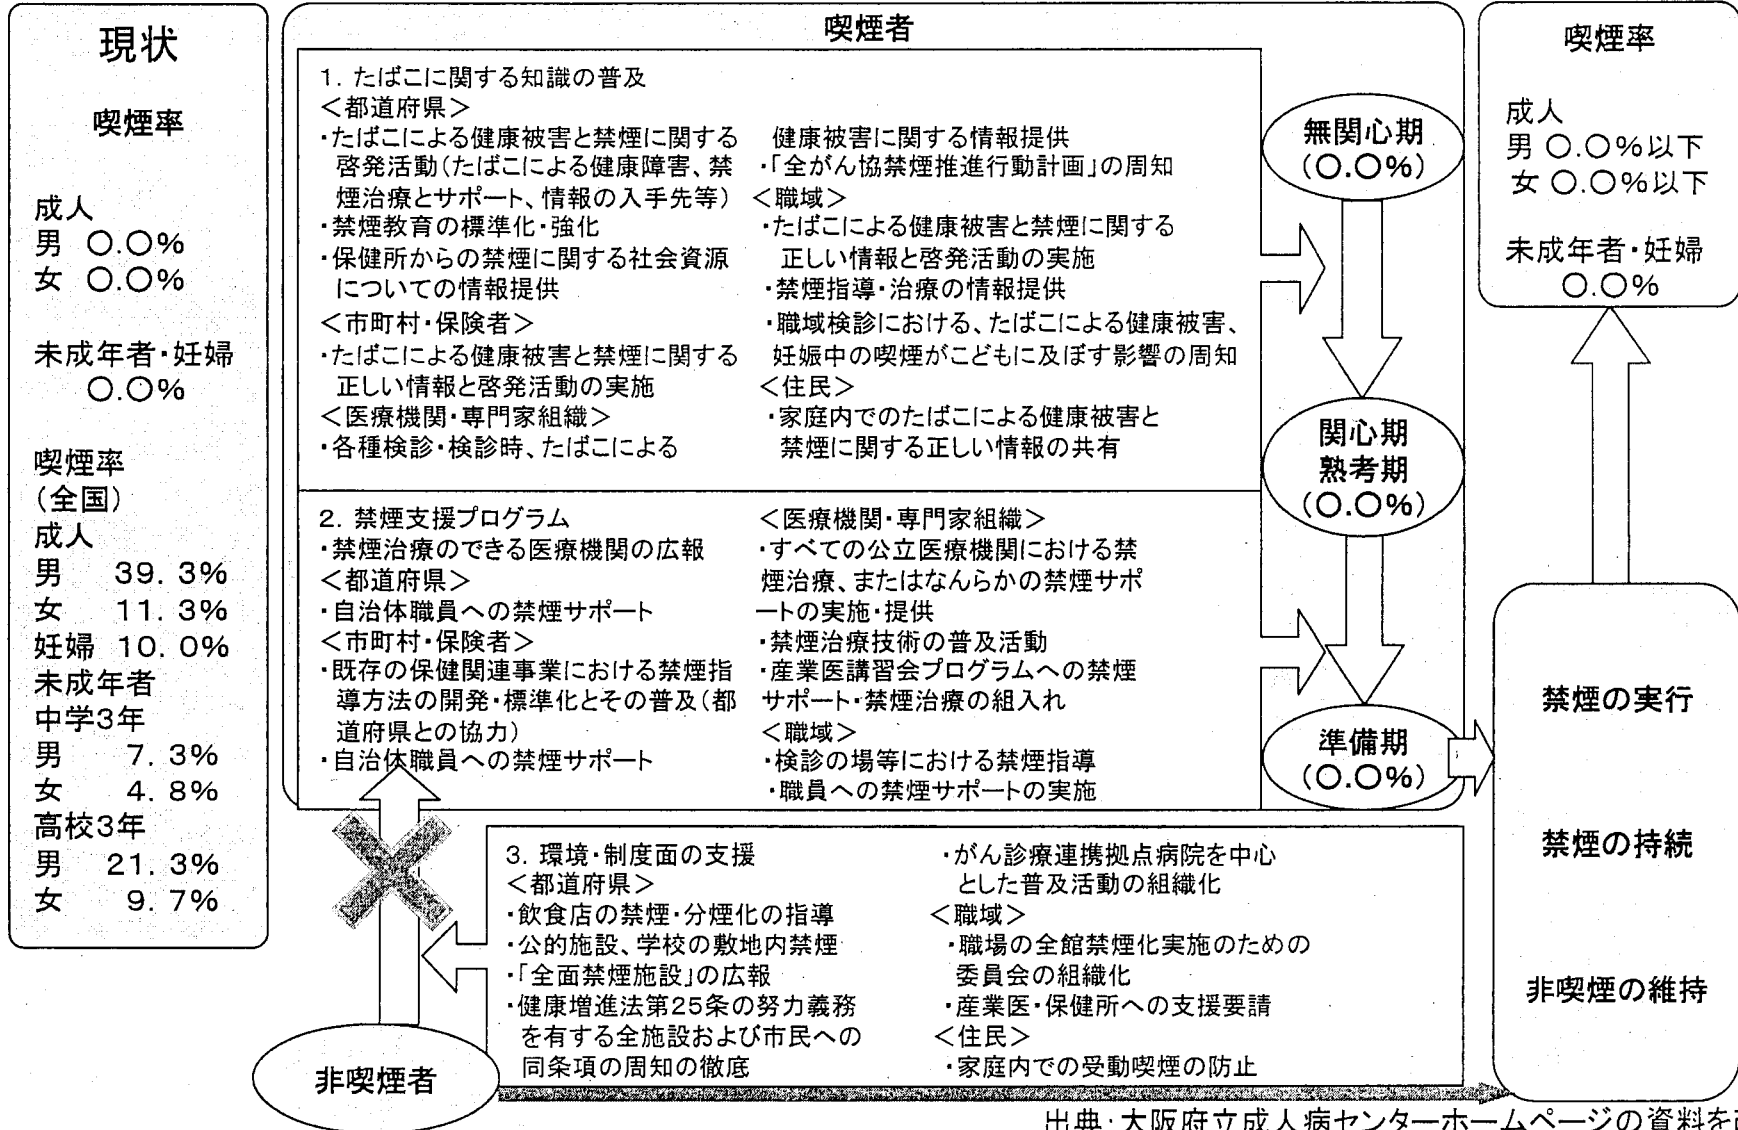 現状
喫煙率
成人
男 〇.〇%
女 〇.〇%
未成年者・妊婦
〇.〇%
喫煙率
(全国)
成人
男 39.3%
女 11.3%
妊婦 10.0%
未成年者
中学3年
男 7.3%
女 4.8%
高校3年
男 21.3%
女 9.7%
喫煙者
1. たばこに関する知識の普及
<都道府県>
・たばこによる健康被害と禁煙に関する
啓発活動(たばこによる健康障害、禁
煙治療とサポート、情報の入手先等)
・禁煙教育の標準化・強化
・保健所からの禁煙に関する社会資源
についての情報提供
<市町村・保険者>
・たばこによる健康被害と禁煙に関する
正しい情報と啓発活動の実施
<医療機関・専門家組織>
・各種検診・検診時、たばこによる
健康被害に関する情報提供
・「全がん協禁煙推進行動計画」の周知
<職域>
・たばこによる健康被害と禁煙に関する
正しい情報と啓発活動の実施
・禁煙指導・治療の情報提供
・職域検診における、たばこによる健康被害、
妊娠中の喫煙がこどもに及ぼす影響の周知
<住民>
・家庭内でのたばこによる健康被害と
禁煙に関する正しい情報の共有
2. 禁煙支援プログラム
・禁煙治療のできる医療機関の広報
<都道府県>
・自治体職員への禁煙サポート
<市町村・保険者>
・既存の保健関連事業における禁煙指
導方法の開発・標準化とその普及(都
道府県との協力)
・自治体職員への禁煙サポート
<医療機関・専門家組織>
・すべての公立医療機関における禁
煙治療、またはなんらかの禁煙サポ
ートの実施・提供
・禁煙治療技術の普及活動
・産業医講習会プログラムへの禁煙
サポート・禁煙治療の組入れ
<職域>
・検診の場等における禁煙指導
・職員への禁煙サポートの実施
無関心期
(〇.〇%)
関心期
熟考期
(〇.〇%)
準備期
(〇.〇%)
3. 環境・制度面の支援
<都道府県>
・飲食店の禁煙・分煙化の指導
・公的施設、学校の敷地内禁煙
・「全面禁煙施設」の広報
・健康増進法第25条の努力義務
を有する全施設および市民への
同条項の周知の徹底
・がん診療連携拠点病院を中心
とした普及活動の組織化
<職域>
・職場の全館禁煙化実施のための
委員会の組織化
・産業医・保健所への支援要請
<住民>
・家庭内での受動喫煙の防止
非喫煙者
喫煙率
成人
男 〇.〇%以下
女 〇.〇%以下
未成年者・妊婦
〇.〇%
禁煙の実行
禁煙の持続
非喫煙の維持
出典・大阪府立成人病センターホームページの資料を